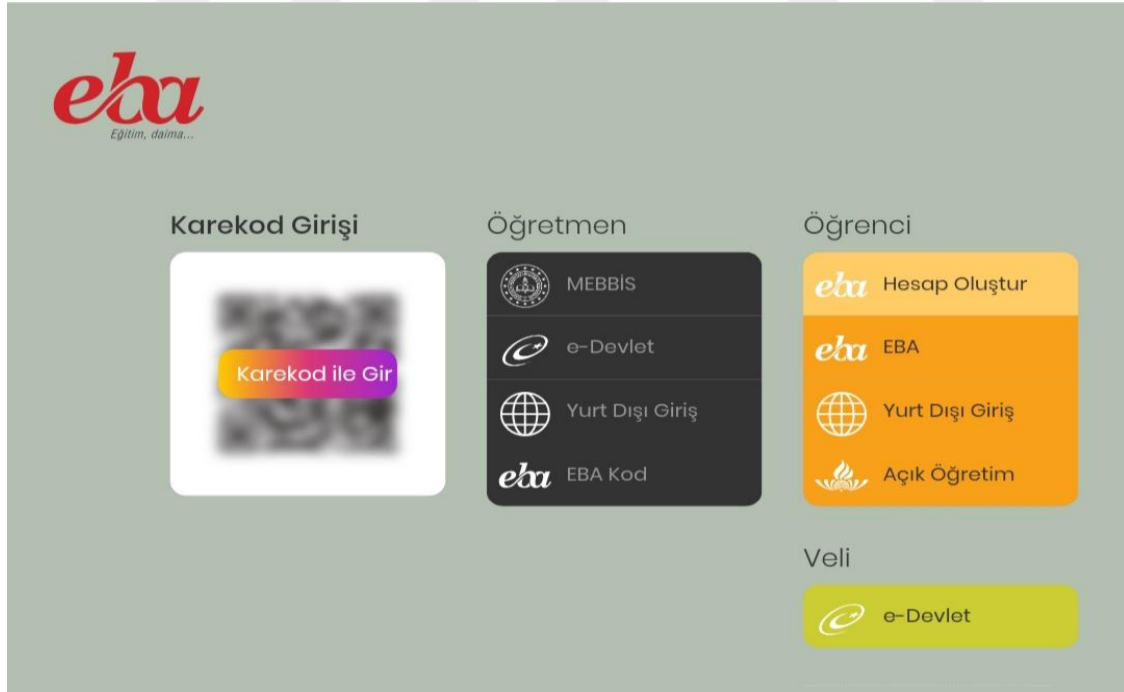 eba
Eğitim, daima...
Karekod Girişi
Karekod ile Gir
Öğretmen
MEBBİS
e-Devlet
Yurt Dışı Giriş
eba EBA Kod
Öğrenci
eba Hesap Oluştur
eba EBA
Yurt Dışı Giriş
Açık Öğretim
Veli
e-Devlet